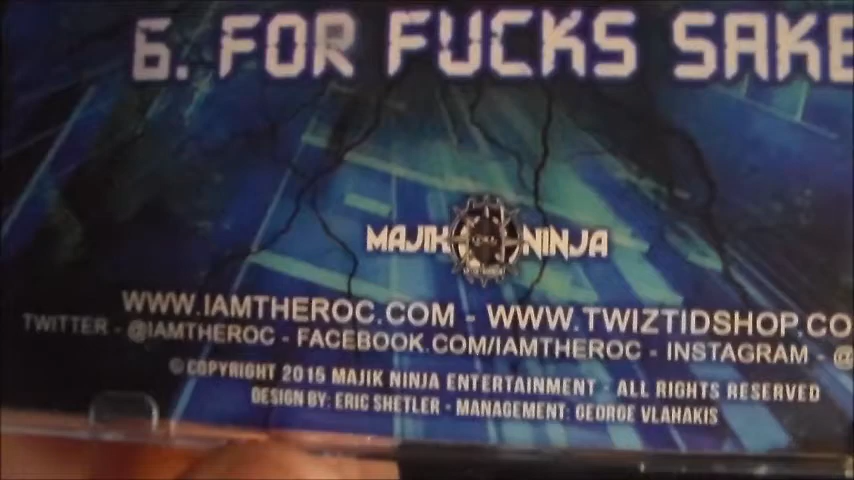 6. FOR FUCKS SAKE
MAJIK NINJA
WWW.IAMTHEROC.COM - WWW.TWIZTIDSHOP.CO
TWITTER - @IAMTHEROC - FACEBOOK.COM/IAMTHEROC - INSTAGRAM - @
© COPYRIGHT 2015 MAJIK NINJA ENTERTAINMENT - ALL RIGHTS RESERVED
DESIGN BY: ERIC SHETLER - MANAGEMENT: GEORGE VLAHAKIS